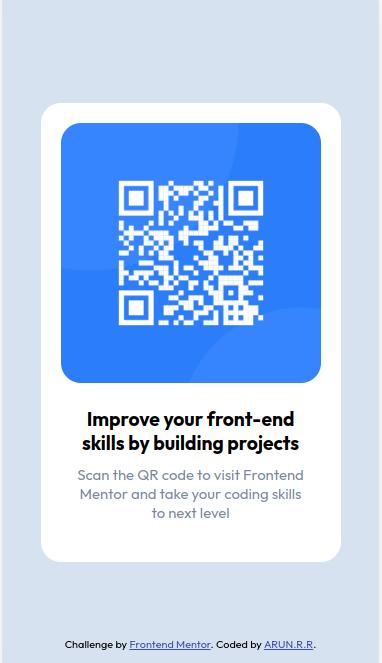 Improve your front-end
skills by building projects
Scan the QR code to visit Frontend
Mentor and take your coding skills
to next level
Challenge by Frontend Mentor. Coded by ARUN.R.R.